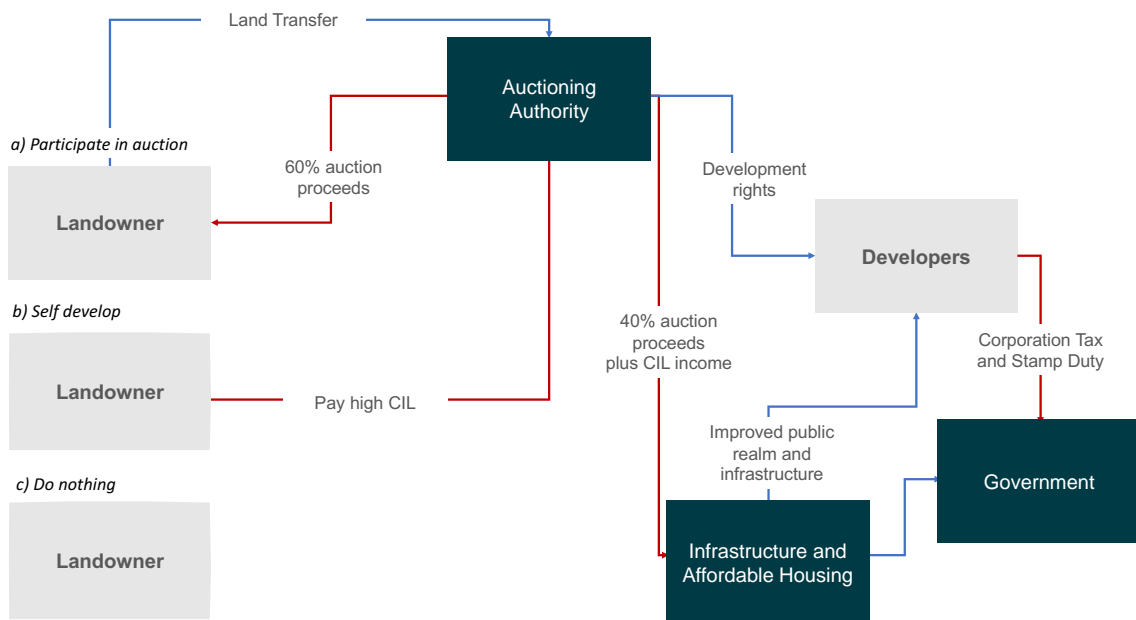 Land Transfer
Auctioning
Authority
a) Participate in auction
60% auction
proceeds
Development
rights
Landowner
Developers
b) Self develop
40% auction
proceeds
plus CIL income
Corporation Tax
and Stamp Duty
Landowner
Pay high CIL
Improved public
realm and
infrastructure
c) Do nothing
Government
Landowner
Infrastructure and
Affordable Housing